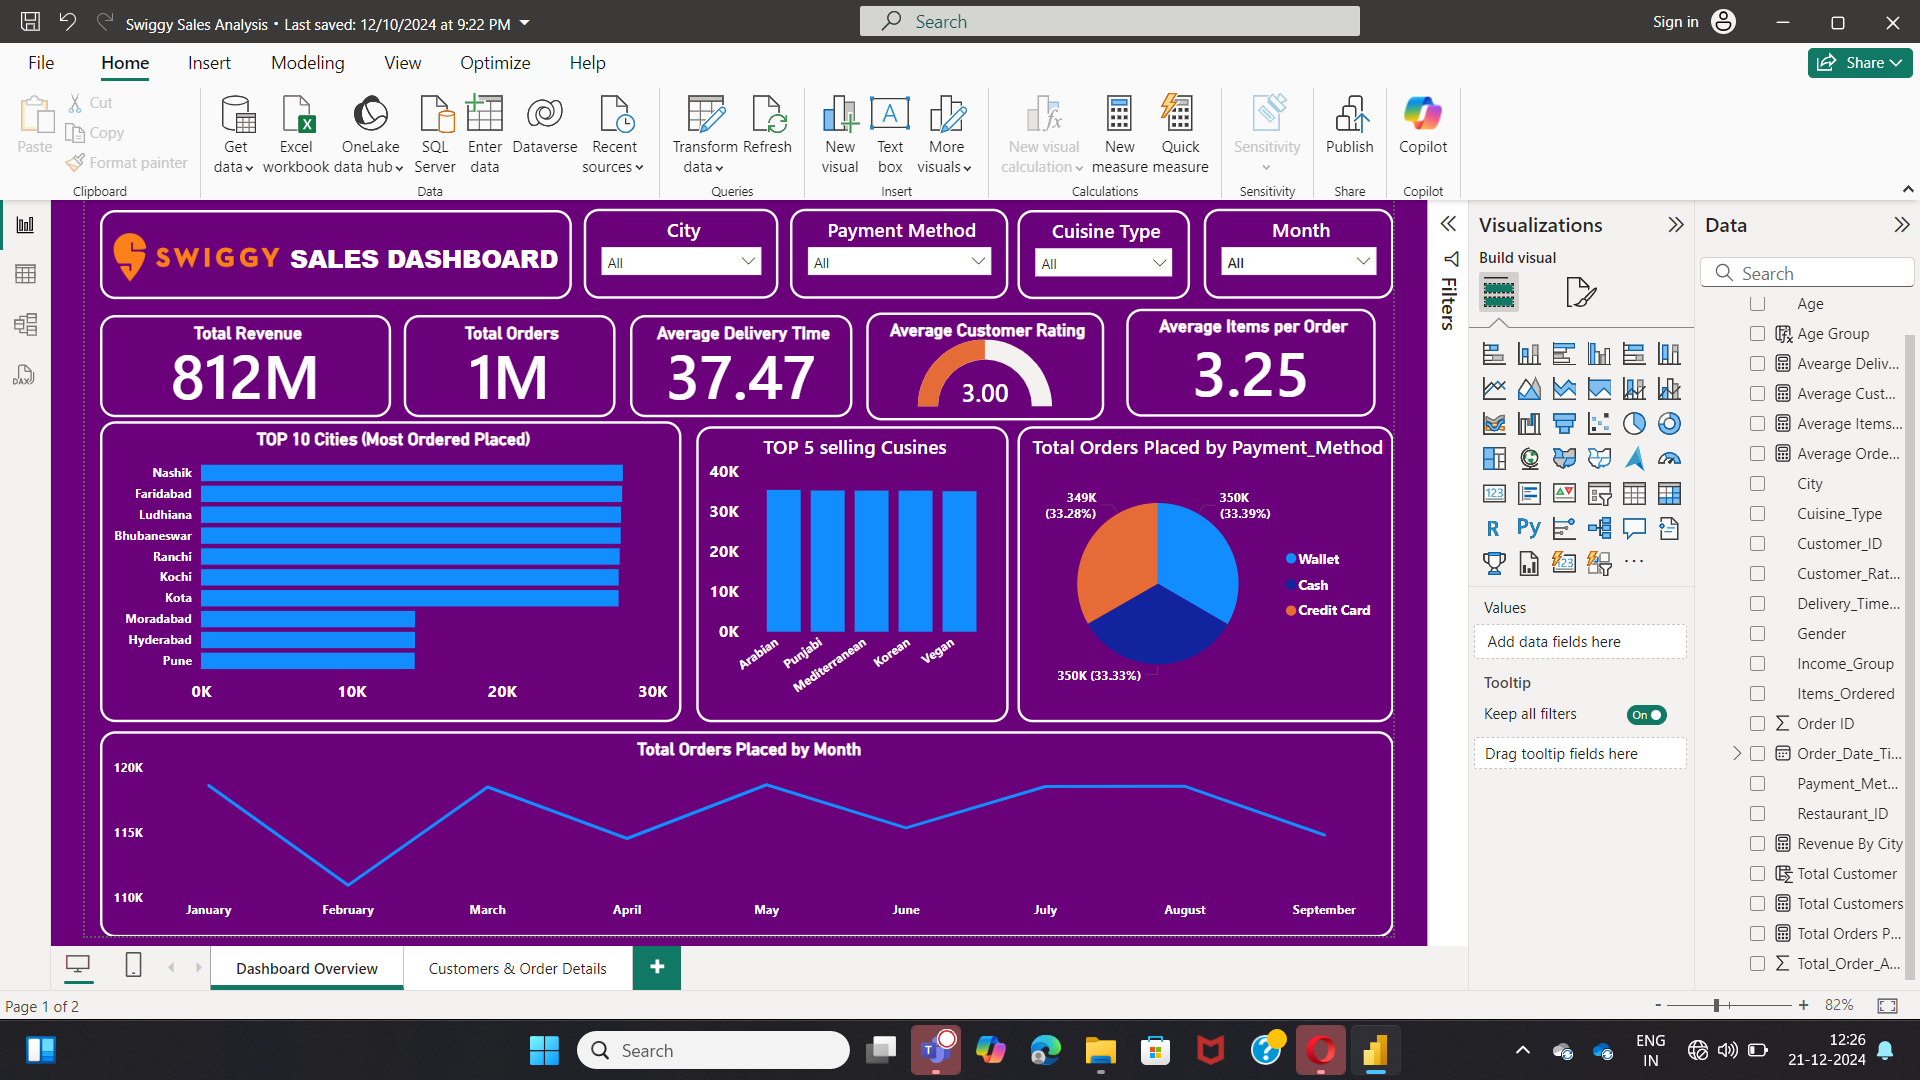 Swiggy Sales Analysis • Last saved: 12/10/2024 at 9:22 PM
Search
Sign in
File
Home
Insert
Modeling
View
Optimize
Help
Share
Paste
Cut
Copy
Format painter
Clipboard
Get data
Excel workbook
OneLake data hub
SQL Server
Enter data
Dataverse
Recent sources
Data
Transform data
Refresh
Queries
New visual
Text box
More visuals
Insert
New visual calculation
New measure
Quick measure
Calculations
Sensitivity
Sensitivity
Publish
Share
Copilot
Copilot
SWIGGY SALES DASHBOARD
City
All
Payment Method
All
Cuisine Type
All
Month
All
Total Revenue
812M
Total Orders
1M
Average Delivery TIme
37.47
Average Customer Rating
3.00
Average Items per Order
3.25
TOP 10 Cities (Most Ordered Placed)
Nashik
Faridabad
Ludhiana
Bhubaneswar
Ranchi
Kochi
Kota
Moradabad
Hyderabad
Pune
0K 10K 20K 30K
TOP 5 selling Cusines
40K
30K
20K
10K
0K
Arabian
Punjabi
Mediterranean
Korean
Vegan
Total Orders Placed by Payment_Method
349K
(33.28%)
350K
(33.39%)
350K (33.33%)
Wallet
Cash
Credit Card
Total Orders Placed by Month
120K
115K
110K
January February March April May June July August September
Filters
Visualizations
Build visual
123
R
Py
123
Values
Add data fields here
Tooltip
Keep all filters
On
Drag tooltip fields here
Data
Search
Age
Age Group
Avearge Deliv...
Average Cust...
Average Items...
Average Orde...
City
Cuisine_Type
Customer_ID
Customer_Rat...
Delivery_Time...
Gender
Income_Group
Items_Ordered
Order ID
Order_Date_Ti...
Payment_Met...
Restaurant_ID
Revenue By City
Total Customer
Total Customers
Total Orders P...
Total_Order_A...
DAX
Dashboard Overview
Customers & Order Details
Page 1 of 2
82%
Search
ENG
IN
12:26
21-12-2024